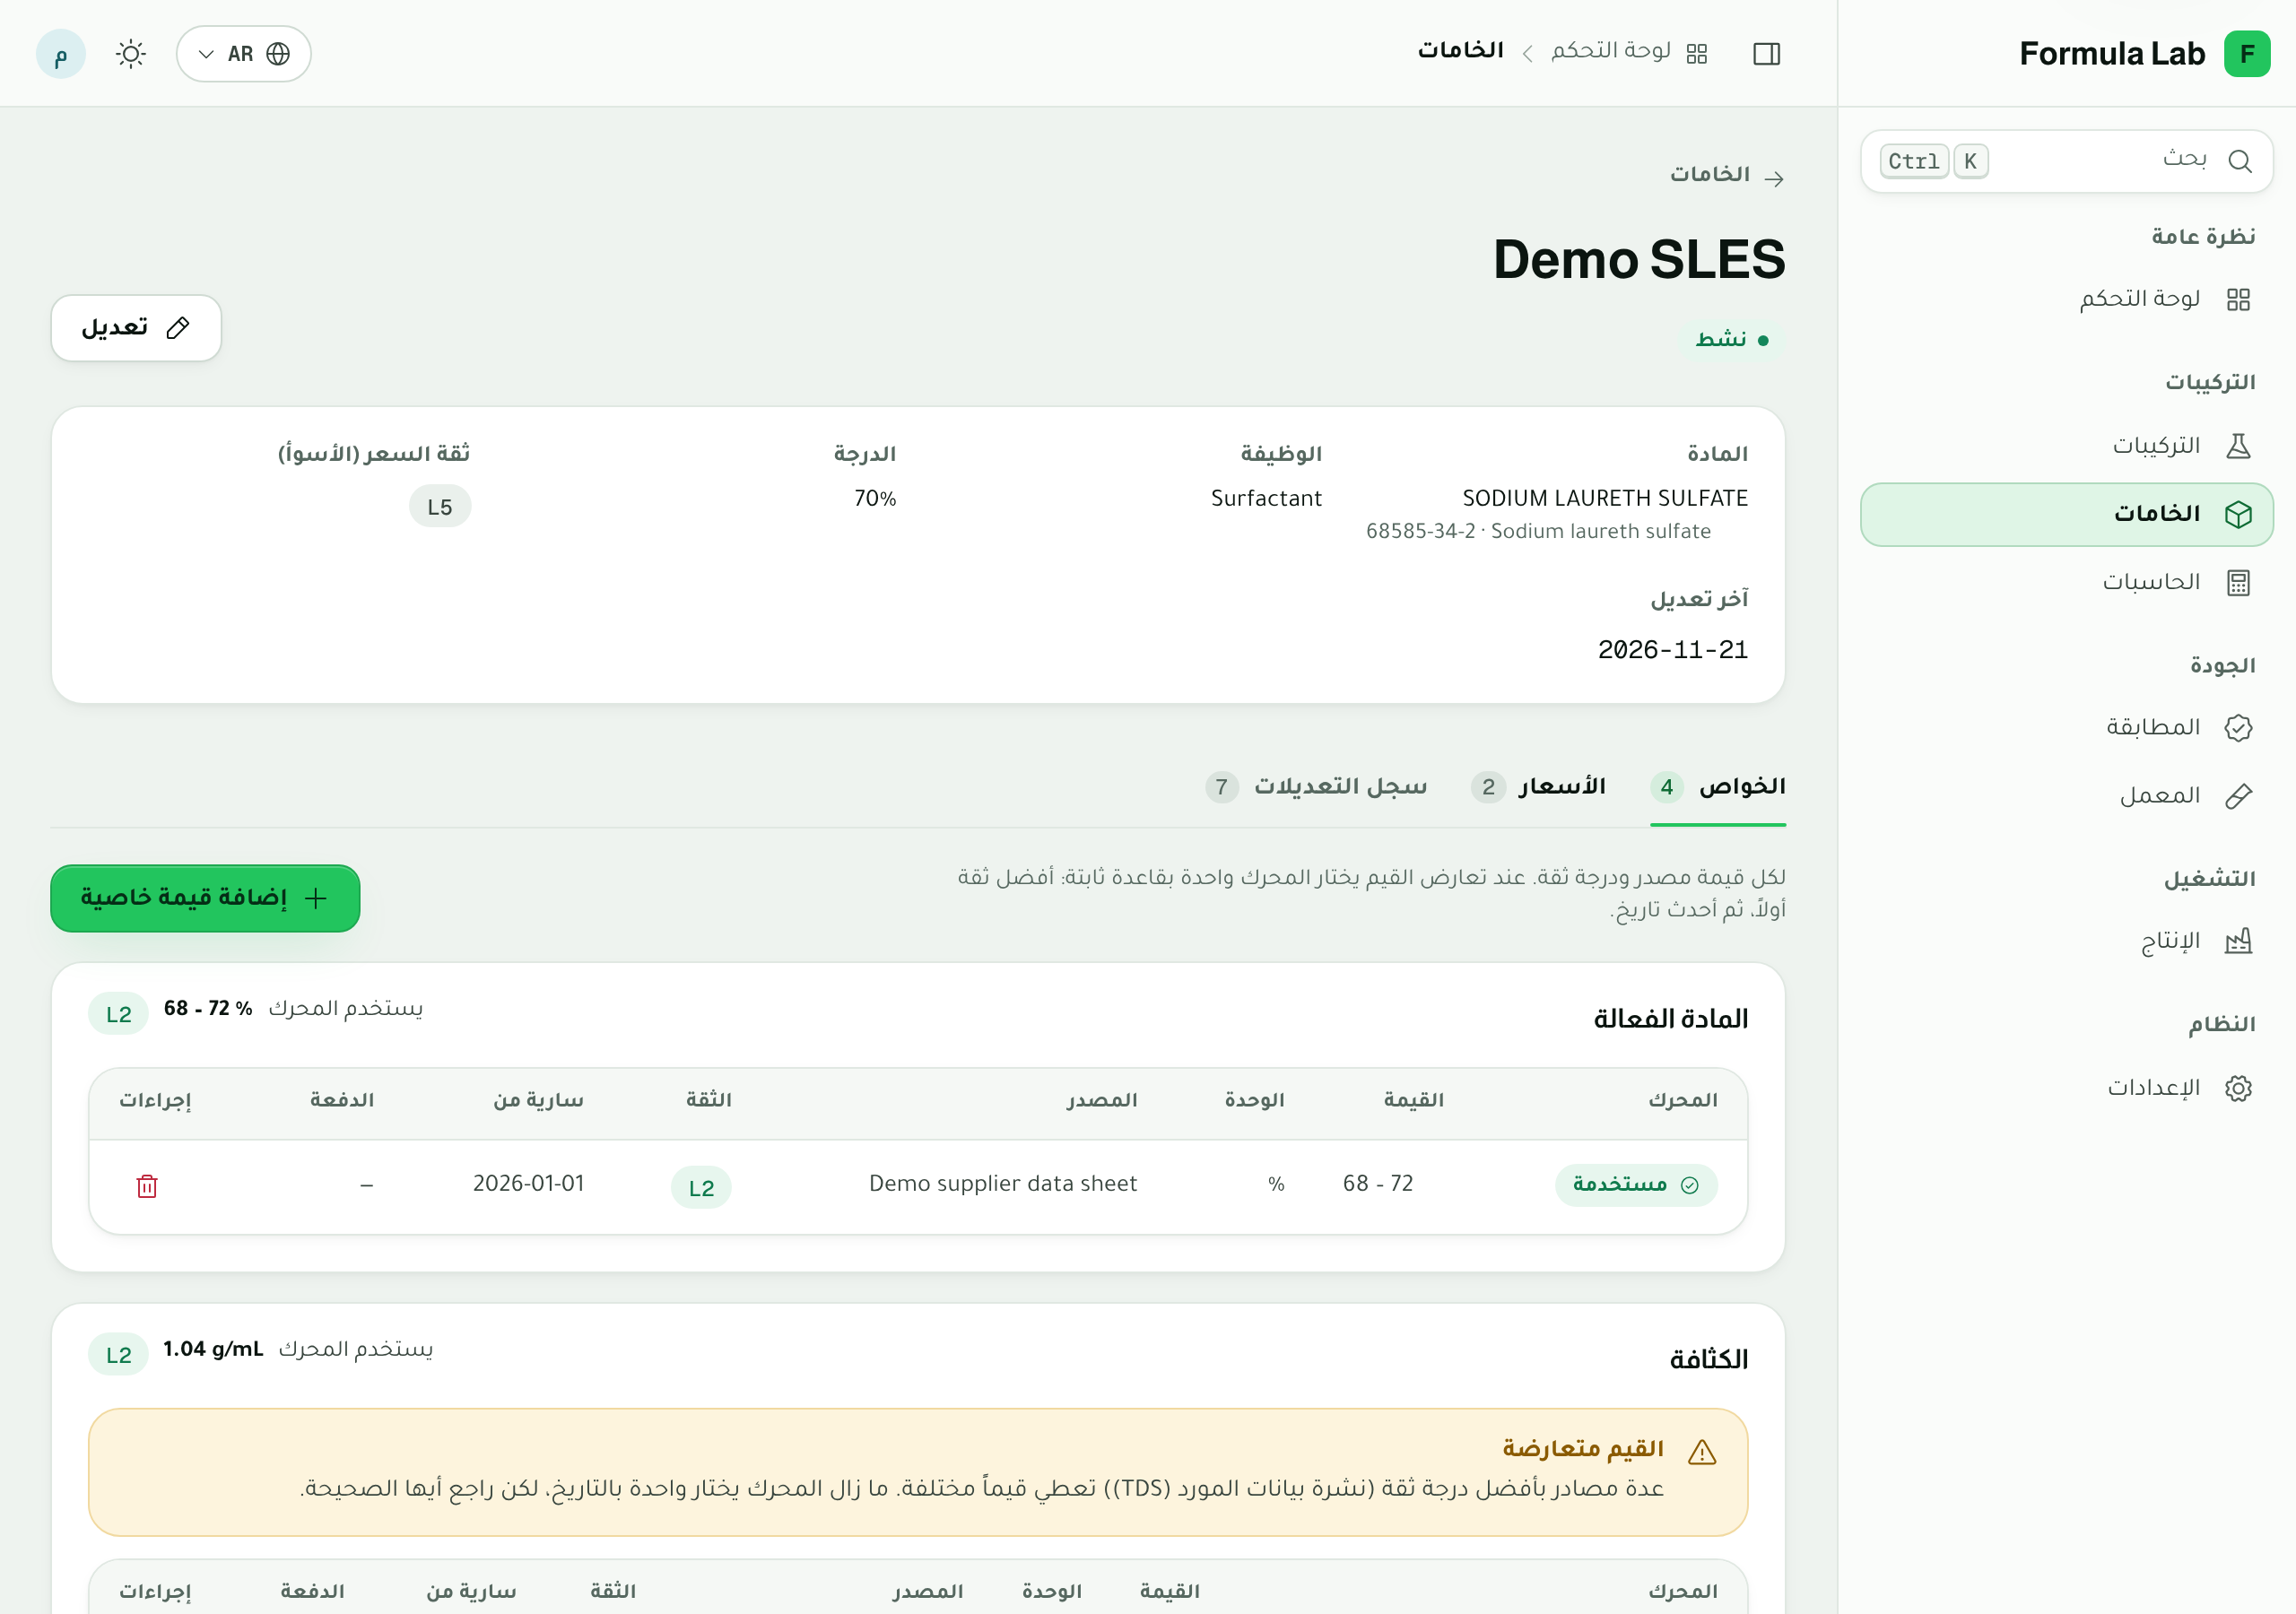 F Formula Lab
لوحة التحكم
الخامات
AR
م
بحث
Ctrl K
نظرة عامة
لوحة التحكم
التركيبات
التركيبات
الخامات
الحاسبات
الجودة
المطابقة
المعمل
التشغيل
الإنتاج
النظام
الإعدادات
الخامات
Demo SLES
نشط
تعديل
المادة الوظيفة الدرجة ثقة السعر (الأسوأ)
SODIUM LAURETH SULFATE Surfactant 70% L5
68585-34-2 · Sodium laureth sulfate
آخر تعديل
2026-11-21
الخواص 4 الأسعار 2 سجل التعديلات 7
لكل قيمة مصدر ودرجة ثقة. عند تعارض القيم يختار المحرك واحدة بقاعدة ثابتة: أفضل ثقة
أولاً، ثم أحدث تاريخ.
إضافة قيمة خاصية
المادة الفعالة
يستخدم المحرك 68 - 72 % L2
المحرك القيمة الوحدة المصدر الثقة سارية من الدفعة إجراءات
مستخدمة 68 - 72 % Demo supplier data sheet L2 2026-01-01 –
الكثافة
يستخدم المحرك 1.04 g/mL L2
القيم متعارضة
عدة مصادر بأفضل درجة ثقة (نشرة بيانات المورد (TDS)) تعطي قيماً مختلفة. ما زال المحرك يختار واحدة بالتاريخ، لكن راجع أيها الصحيحة.
المحرك القيمة الوحدة المصدر الثقة سارية من الدفعة إجراءات